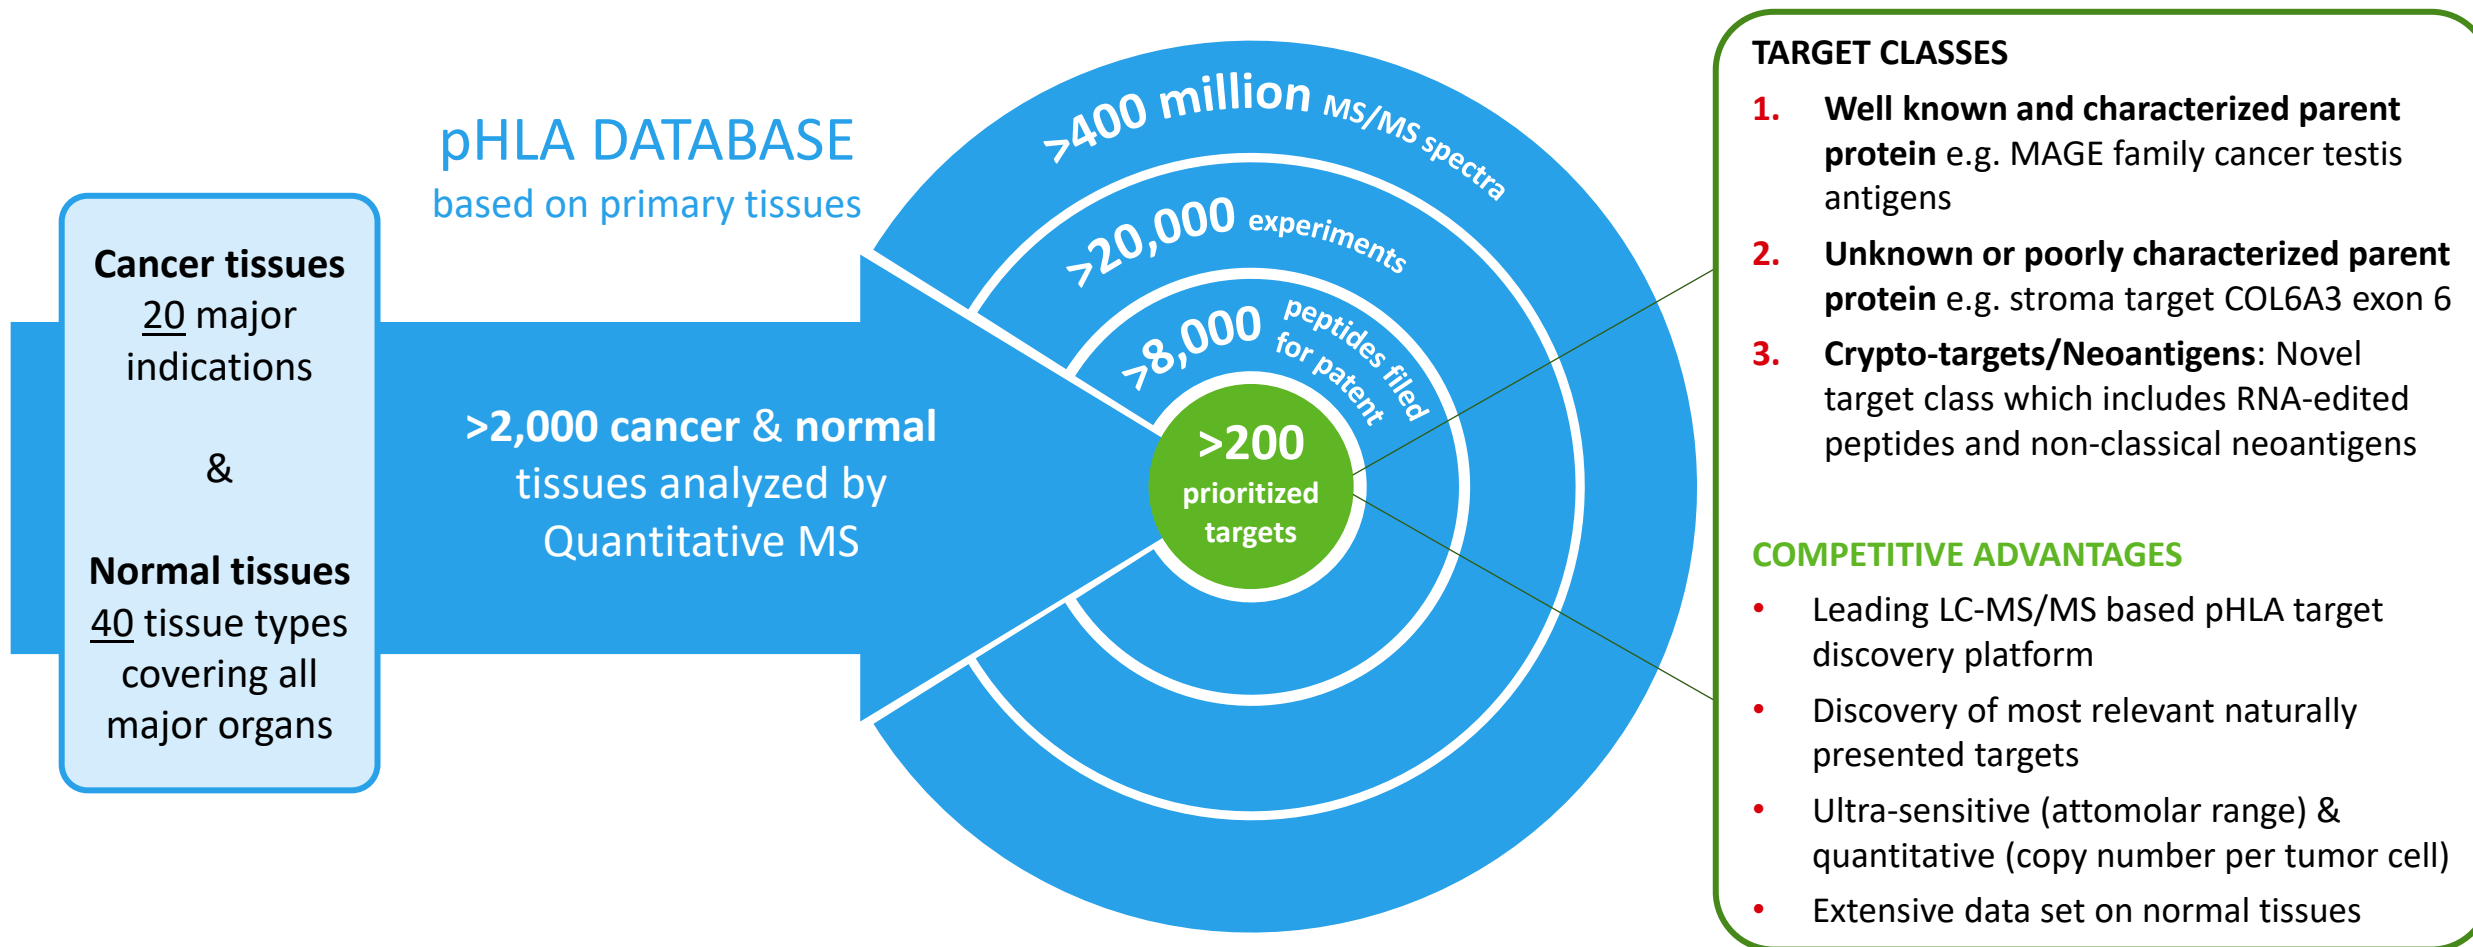 pHLA DATABASE
based on primary tissues
Cancer tissues
20 major
indications
&
Normal tissues
40 tissue types
covering all
major organs
>2,000 cancer & normal
tissues analyzed by
Quantitative MS
>400 million MS/MS spectra
>20,000 experiments
>8,000 peptides filed
for patent
>200
prioritized
targets
TARGET CLASSES
1. Well known and characterized parent
protein e.g. MAGE family cancer testis
antigens
2. Unknown or poorly characterized parent
protein e.g. stroma target COL6A3 exon 6
3. Crypto-targets/Neoantigens: Novel
target class which includes RNA-edited
peptides and non-classical neoantigens
COMPETITIVE ADVANTAGES
• Leading LC-MS/MS based pHLA target
discovery platform
• Discovery of most relevant naturally
presented targets
• Ultra-sensitive (attomolar range) &
quantitative (copy number per tumor cell)
• Extensive data set on normal tissues